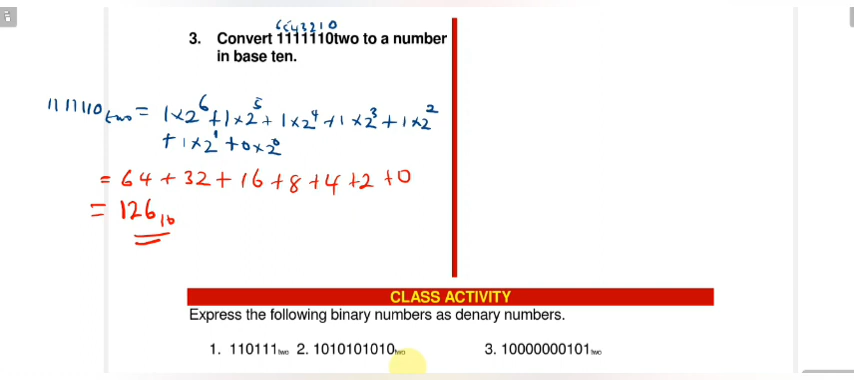 6543210
3. Convert 1111110two to a number
in base ten.
1111110two = 1×2⁶+1×2⁵+1×2⁴+1×2³+1×2²
+1×2¹+0×2⁰
= 64+32+16+8+4+2+0
= 126₁₀
CLASS ACTIVITY
Express the following binary numbers as denary numbers.
1. 110111two 2. 1010101010two 3. 10000000101two